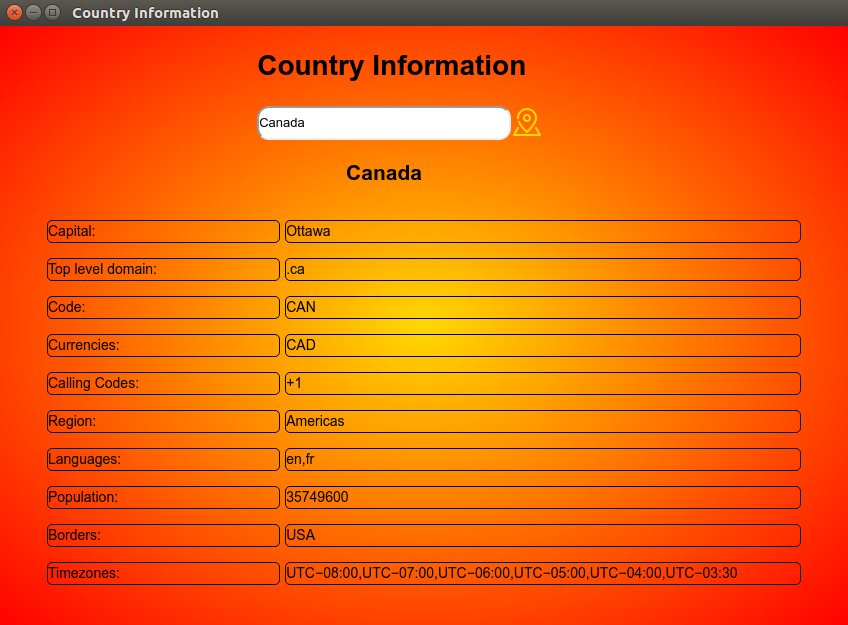 Country Information
Country Information
Canada
Canada
Capital: Ottawa
Top level domain: .ca
Code: CAN
Currencies: CAD
Calling Codes: +1
Region: Americas
Languages: en,fr
Population: 35749600
Borders: USA
Timezones: UTC−08:00,UTC−07:00,UTC−06:00,UTC−05:00,UTC−04:00,UTC−03:30